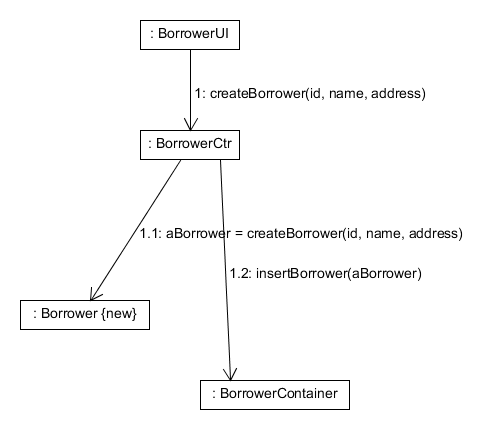 : BorrowerUI
1: createBorrower(id, name, address)
: BorrowerCtr
1.1: aBorrower = createBorrower(id, name, address)
1.2: insertBorrower(aBorrower)
: Borrower {new}
: BorrowerContainer